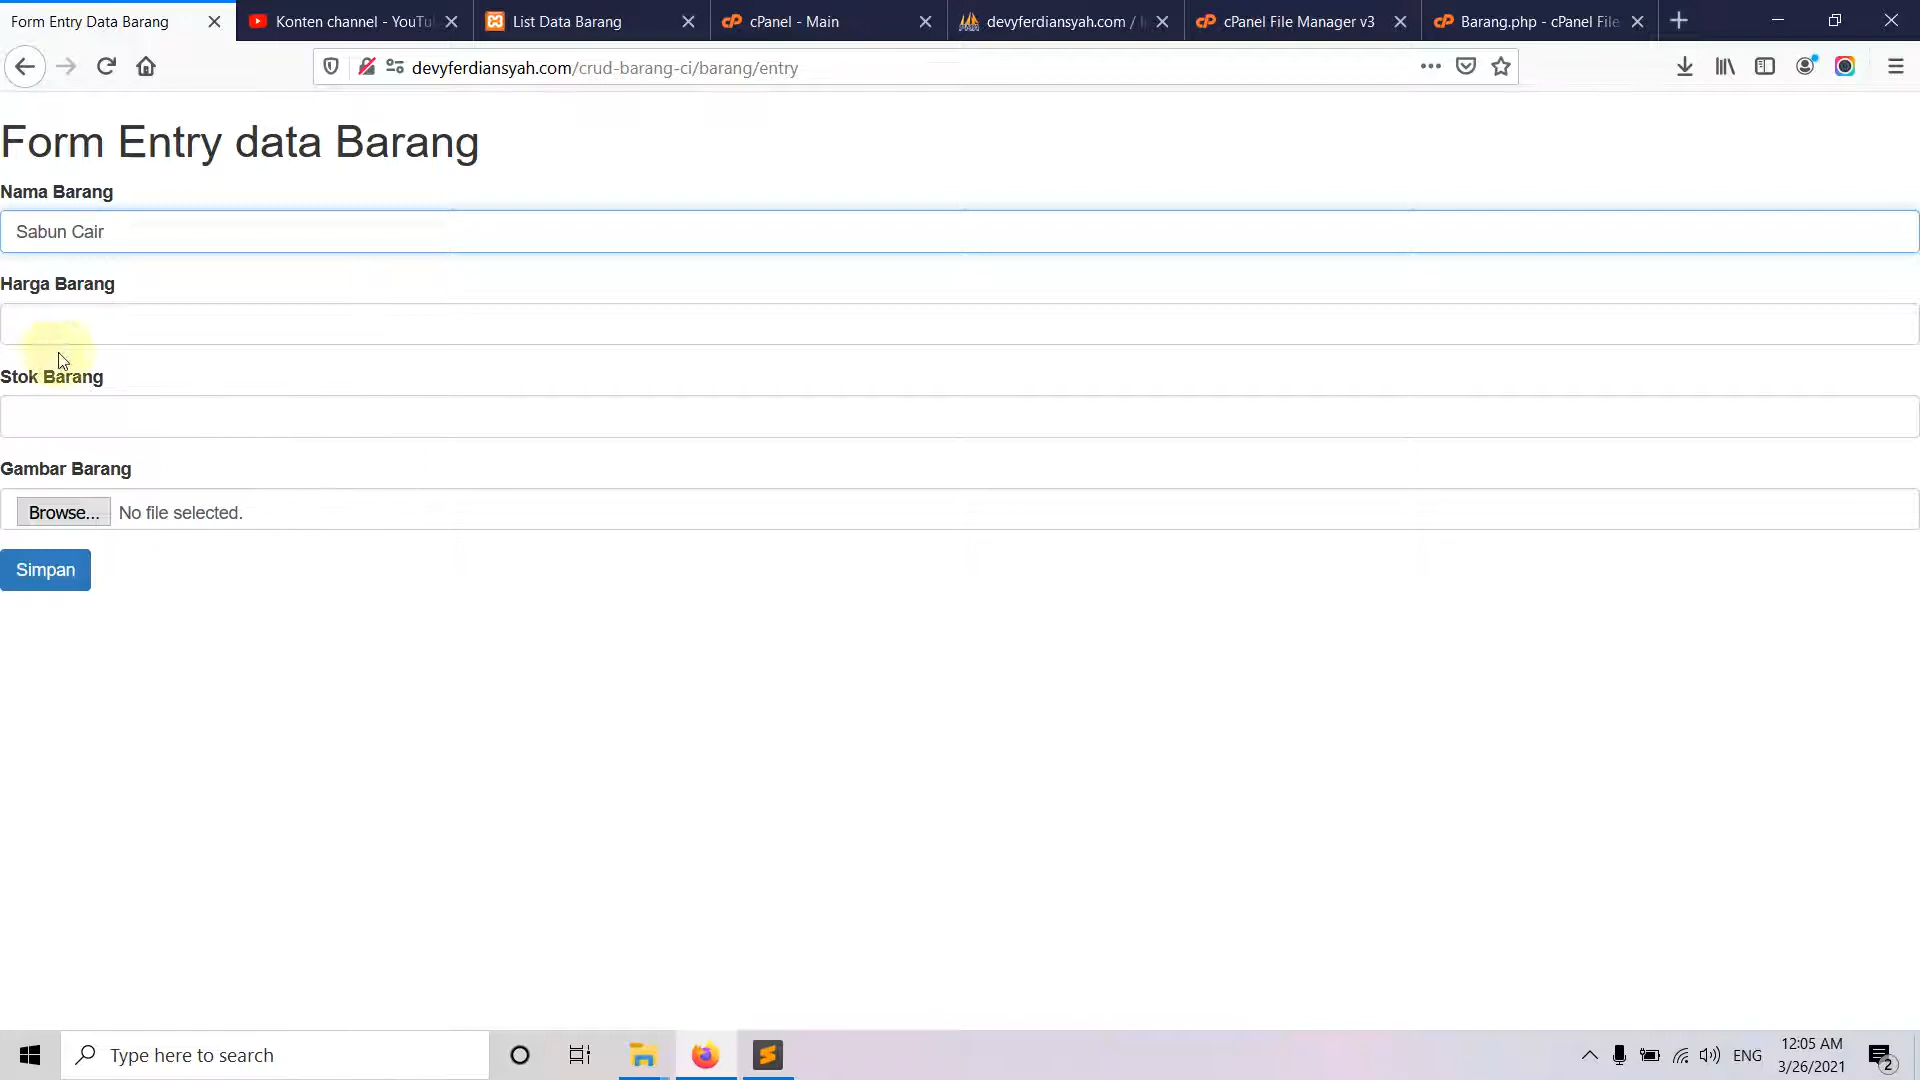 Form Entry Data Barang
Konten channel - YouTu
List Data Barang
cPanel - Main
devyferdiansyah.com /
cPanel File Manager v3
Barang.php - cPanel File
devyferdiansyah.com/crud-barang-ci/barang/entry
Form Entry data Barang
Nama Barang
Sabun Cair
Harga Barang
Stok Barang
Gambar Barang
Browse... No file selected.
Simpan
Type here to search
ENG
12:05 AM
3/26/2021
2